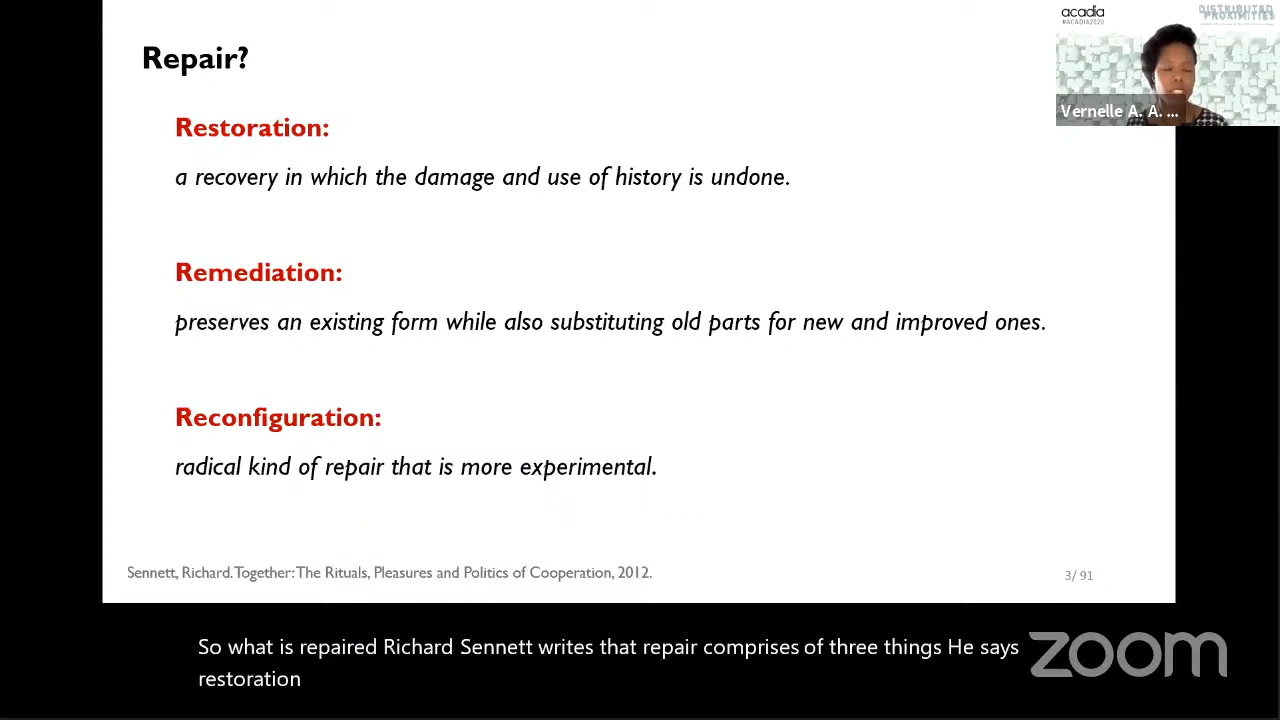 Repair?
Restoration:
a recovery in which the damage and use of history is undone.
Remediation:
preserves an existing form while also substituting old parts for new and improved ones.
Reconfiguration:
radical kind of repair that is more experimental.
Sennett, Richard. Together: The Rituals, Pleasures and Politics of Cooperation, 2012.
3/ 91
acadia
#ACADIA2020
DISTRIBUTED
PROXIMITIES
Vernelle A. A. ...
So what is repaired Richard Sennett writes that repair comprises of three things He says
restoration
zoom